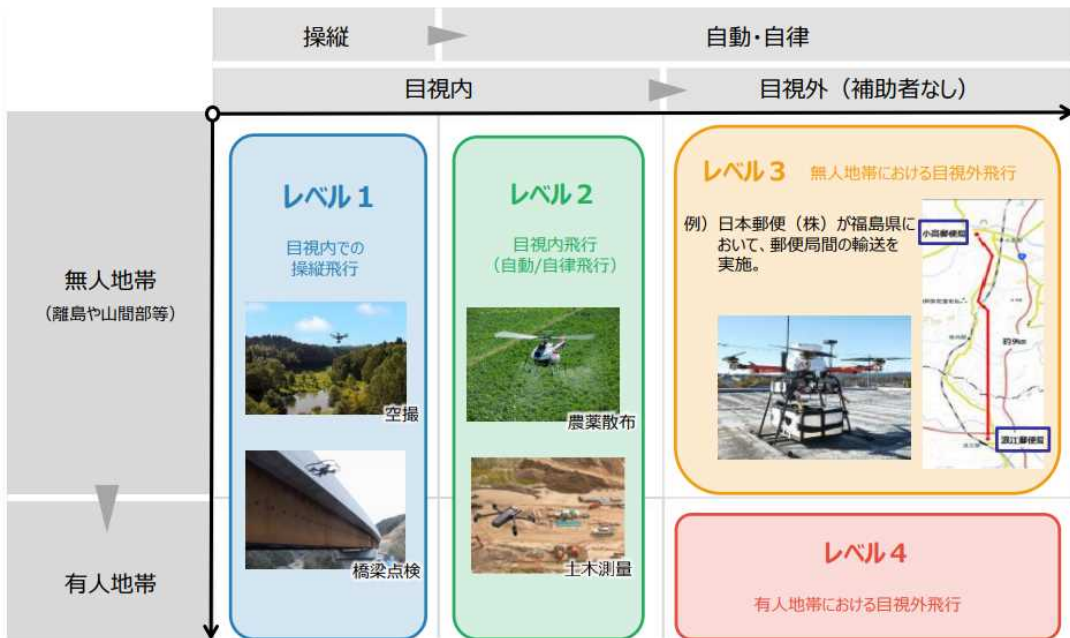 操縦
自動・自律
目視内
目視外（補助者なし）
無人地帯
（離島や山間部等）
有人地帯
レベル１
目視内での
操縦飛行
空撮
橋梁点検
レベル２
目視内飛行
（自動/自律飛行）
農薬散布
土木測量
レベル３ 無人地帯における目視外飛行
例）日本郵便（株）が福島県に
おいて、郵便局間の輸送を
実施。
小高郵便局
約9km
浪江郵便局
レベル４
有人地帯における目視外飛行